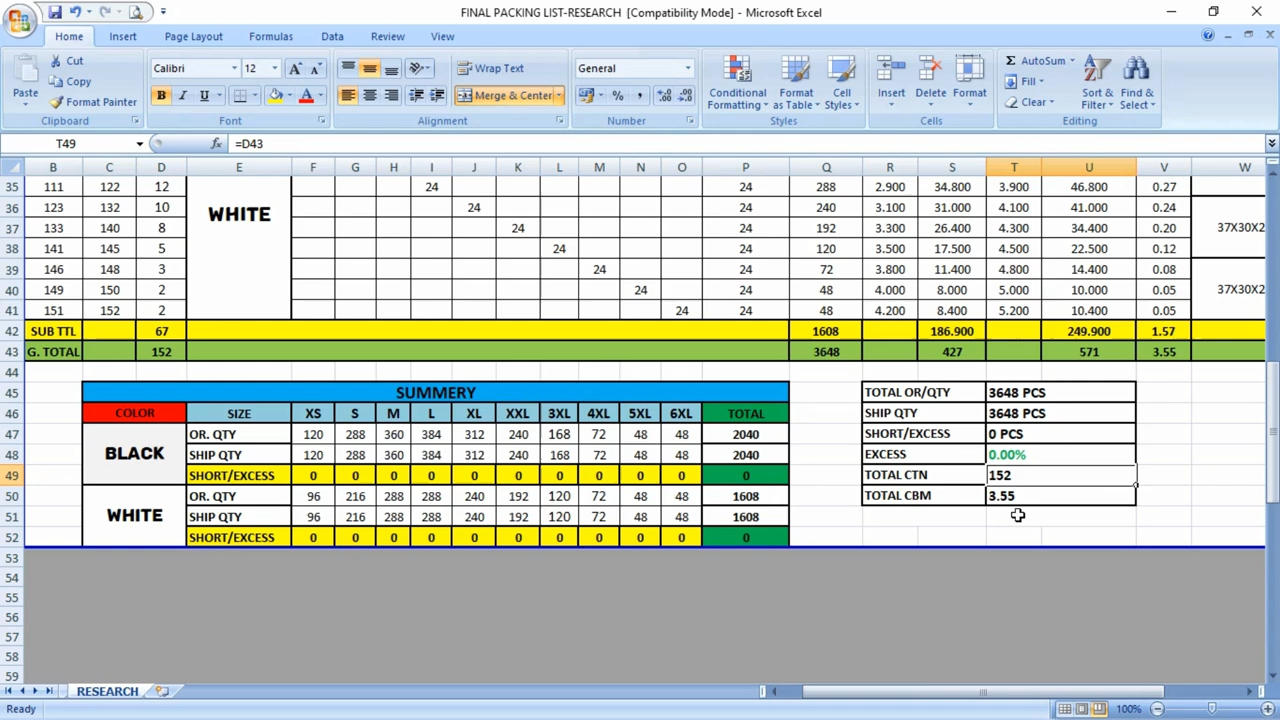 FINAL PACKING LIST-RESEARCH [Compatibility Mode] - Microsoft Excel
Home Insert Page Layout Formulas Data Review View
Paste Cut Copy Format Painter Clipboard
Calibri 12 B I U A A A Font
Wrap Text Merge & Center Alignment
General % , .0 .00 .00 .0 Number
Conditional Formatting Format as Table Cell Styles Styles
Insert Delete Format Cells
Σ AutoSum Fill Clear Sort & Filter Find & Select Editing
T49 fx =D43
B C D E F G H I J K L M N O P Q R S T U V W
35 111 122 12 24 24 288 2.900 34.800 3.900 46.800 0.27
36 123 132 10 WHITE 24 24 240 3.100 31.000 4.100 41.000 0.24
37 133 140 8 24 24 192 3.300 26.400 4.300 34.400 0.20 37X30X2
38 141 145 5 24 24 120 3.500 17.500 4.500 22.500 0.12
39 146 148 3 24 24 72 3.800 11.400 4.800 14.400 0.08
40 149 150 2 24 24 48 4.000 8.000 5.000 10.000 0.05 37X30X2
41 151 152 2 24 24 48 4.200 8.400 5.200 10.400 0.05
42 SUB TTL 67 1608 186.900 249.900 1.57
43 G. TOTAL 152 3648 427 571 3.55
44
45 SUMMERY TOTAL OR/QTY 3648 PCS
46 COLOR SIZE XS S M L XL XXL 3XL 4XL 5XL 6XL TOTAL SHIP QTY 3648 PCS
47 BLACK OR. QTY 120 288 360 384 312 240 168 72 48 48 2040 SHORT/EXCESS 0 PCS
48 SHIP QTY 120 288 360 384 312 240 168 72 48 48 2040 EXCESS 0.00%
49 SHORT/EXCESS 0 0 0 0 0 0 0 0 0 0 0 TOTAL CTN 152
50 WHITE OR. QTY 96 216 288 288 240 192 120 72 48 48 1608 TOTAL CBM 3.55
51 SHIP QTY 96 216 288 288 240 192 120 72 48 48 1608
52 SHORT/EXCESS 0 0 0 0 0 0 0 0 0 0 0
53
54
55
56
57
58
59
RESEARCH
Ready 100%